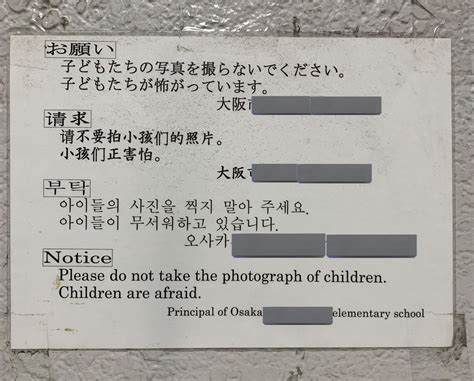 お願い
子どもたちの写真を撮らないでください。
子どもたちが怖がっています。
大阪市
请求
请不要拍小孩们的照片。
小孩们正害怕。
大阪
부탁
아이들의 사진을 찍지 말아 주세요.
아이들이 무서워하고 있습니다.
오사카
Notice
Please do not take the photograph of children.
Children are afraid.
Principal of Osaka elementary school